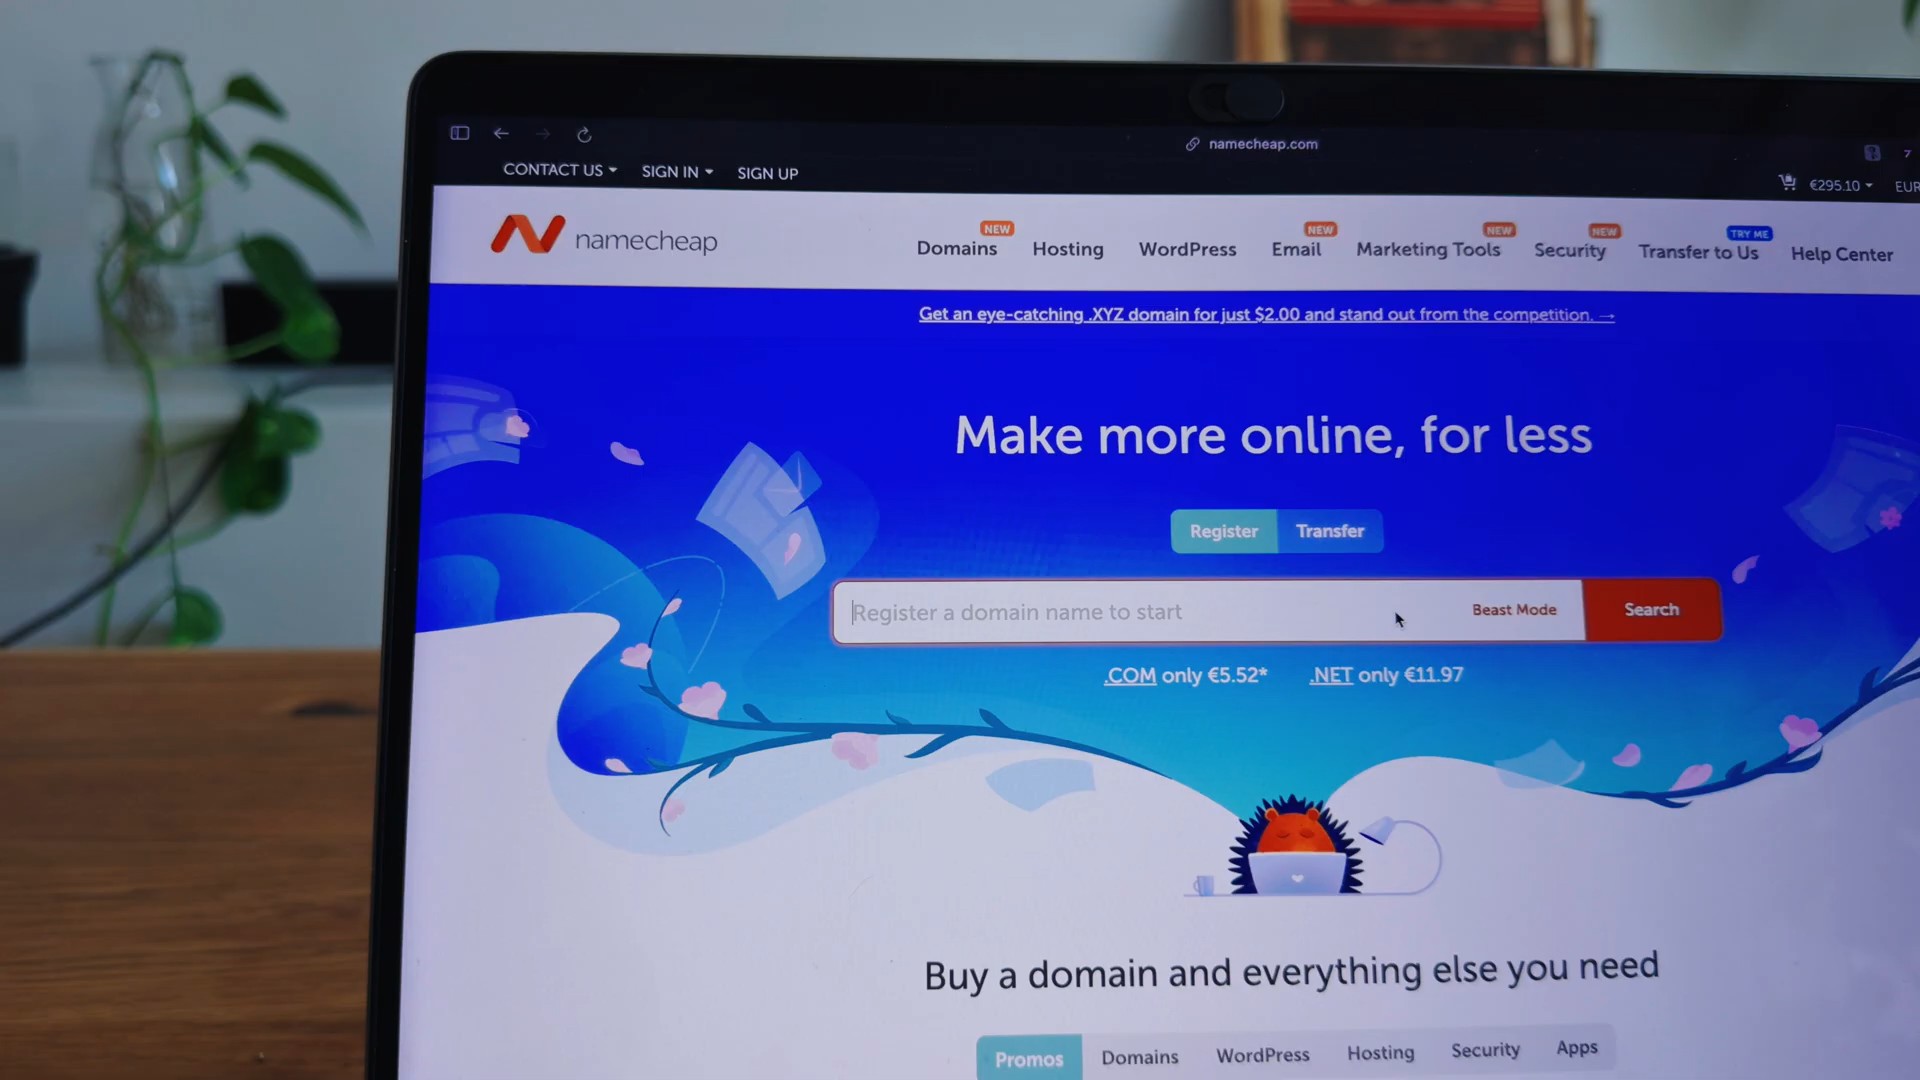 namecheap.com
CONTACT US SIGN IN SIGN UP
€295.10 EUR
namecheap
NEW NEW NEW NEW TRY ME
Domains Hosting WordPress Email Marketing Tools Security Transfer to Us Help Center
Get an eye-catching .XYZ domain for just $2.00 and stand out from the competition. →
Make more online, for less
Register Transfer
Register a domain name to start Beast Mode Search
.COM only €5.52* .NET only €11.97
Buy a domain and everything else you need
Promos Domains WordPress Hosting Security Apps